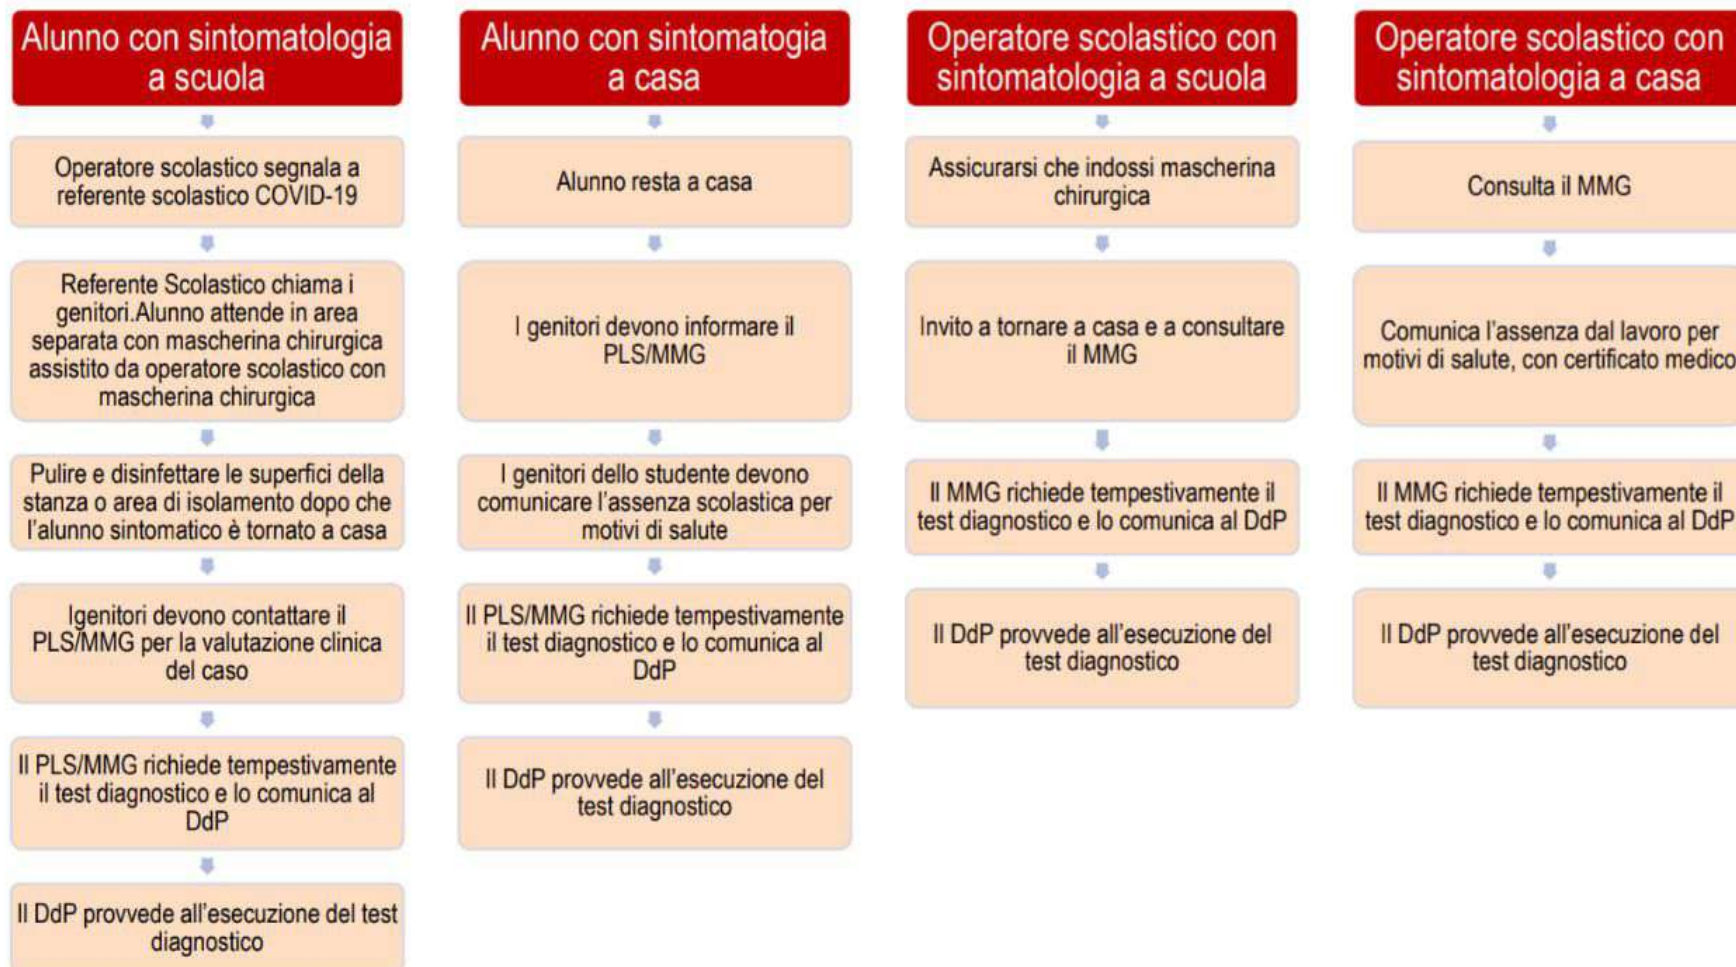 Alunno con sintomatologia
a scuola
Operatore scolastico segnala a
referente scolastico COVID-19
Referente Scolastico chiama i
genitori.Alunno attende in area
separata con mascherina chirurgica
assistito da operatore scolastico con
mascherina chirurgica
Pulire e disinfettare le superfici della
stanza o area di isolamento dopo che
l'alunno sintomatico è tornato a casa
Igenitori devono contattare il
PLS/MMG per la valutazione clinica
del caso
Il PLS/MMG richiede tempestivamente
il test diagnostico e lo comunica al
DdP
Il DdP provvede all'esecuzione del test
diagnostico
Alunno con sintomatogia
a casa
Alunno resta a casa
I genitori devono informare il
PLS/MMG
I genitori dello studente devono
comunicare l'assenza scolastica per
motivi di salute
Il PLS/MMG richiede tempestivamente
il test diagnostico e lo comunica al
DdP
Il DdP provvede all'esecuzione del
test diagnostico
Operatore scolastico con
sintomatologia a scuola
Assicurarsi che indossi mascherina
chirurgica
Invito a tornare a casa e a consultare
il MMG
Il MMG richiede tempestivamente il
test diagnostico e lo comunica al DdP
Il DdP provvede all'esecuzione del
test diagnostico
Operatore scolastico con
sintomatologia a casa
Consulta il MMG
Comunica l'assenza dal lavoro per
motivi di salute, con certificato medico
Il MMG richiede tempestivamente il
test diagnostico e lo comunica al DdP
Il DdP provvede all'esecuzione del
test diagnostico